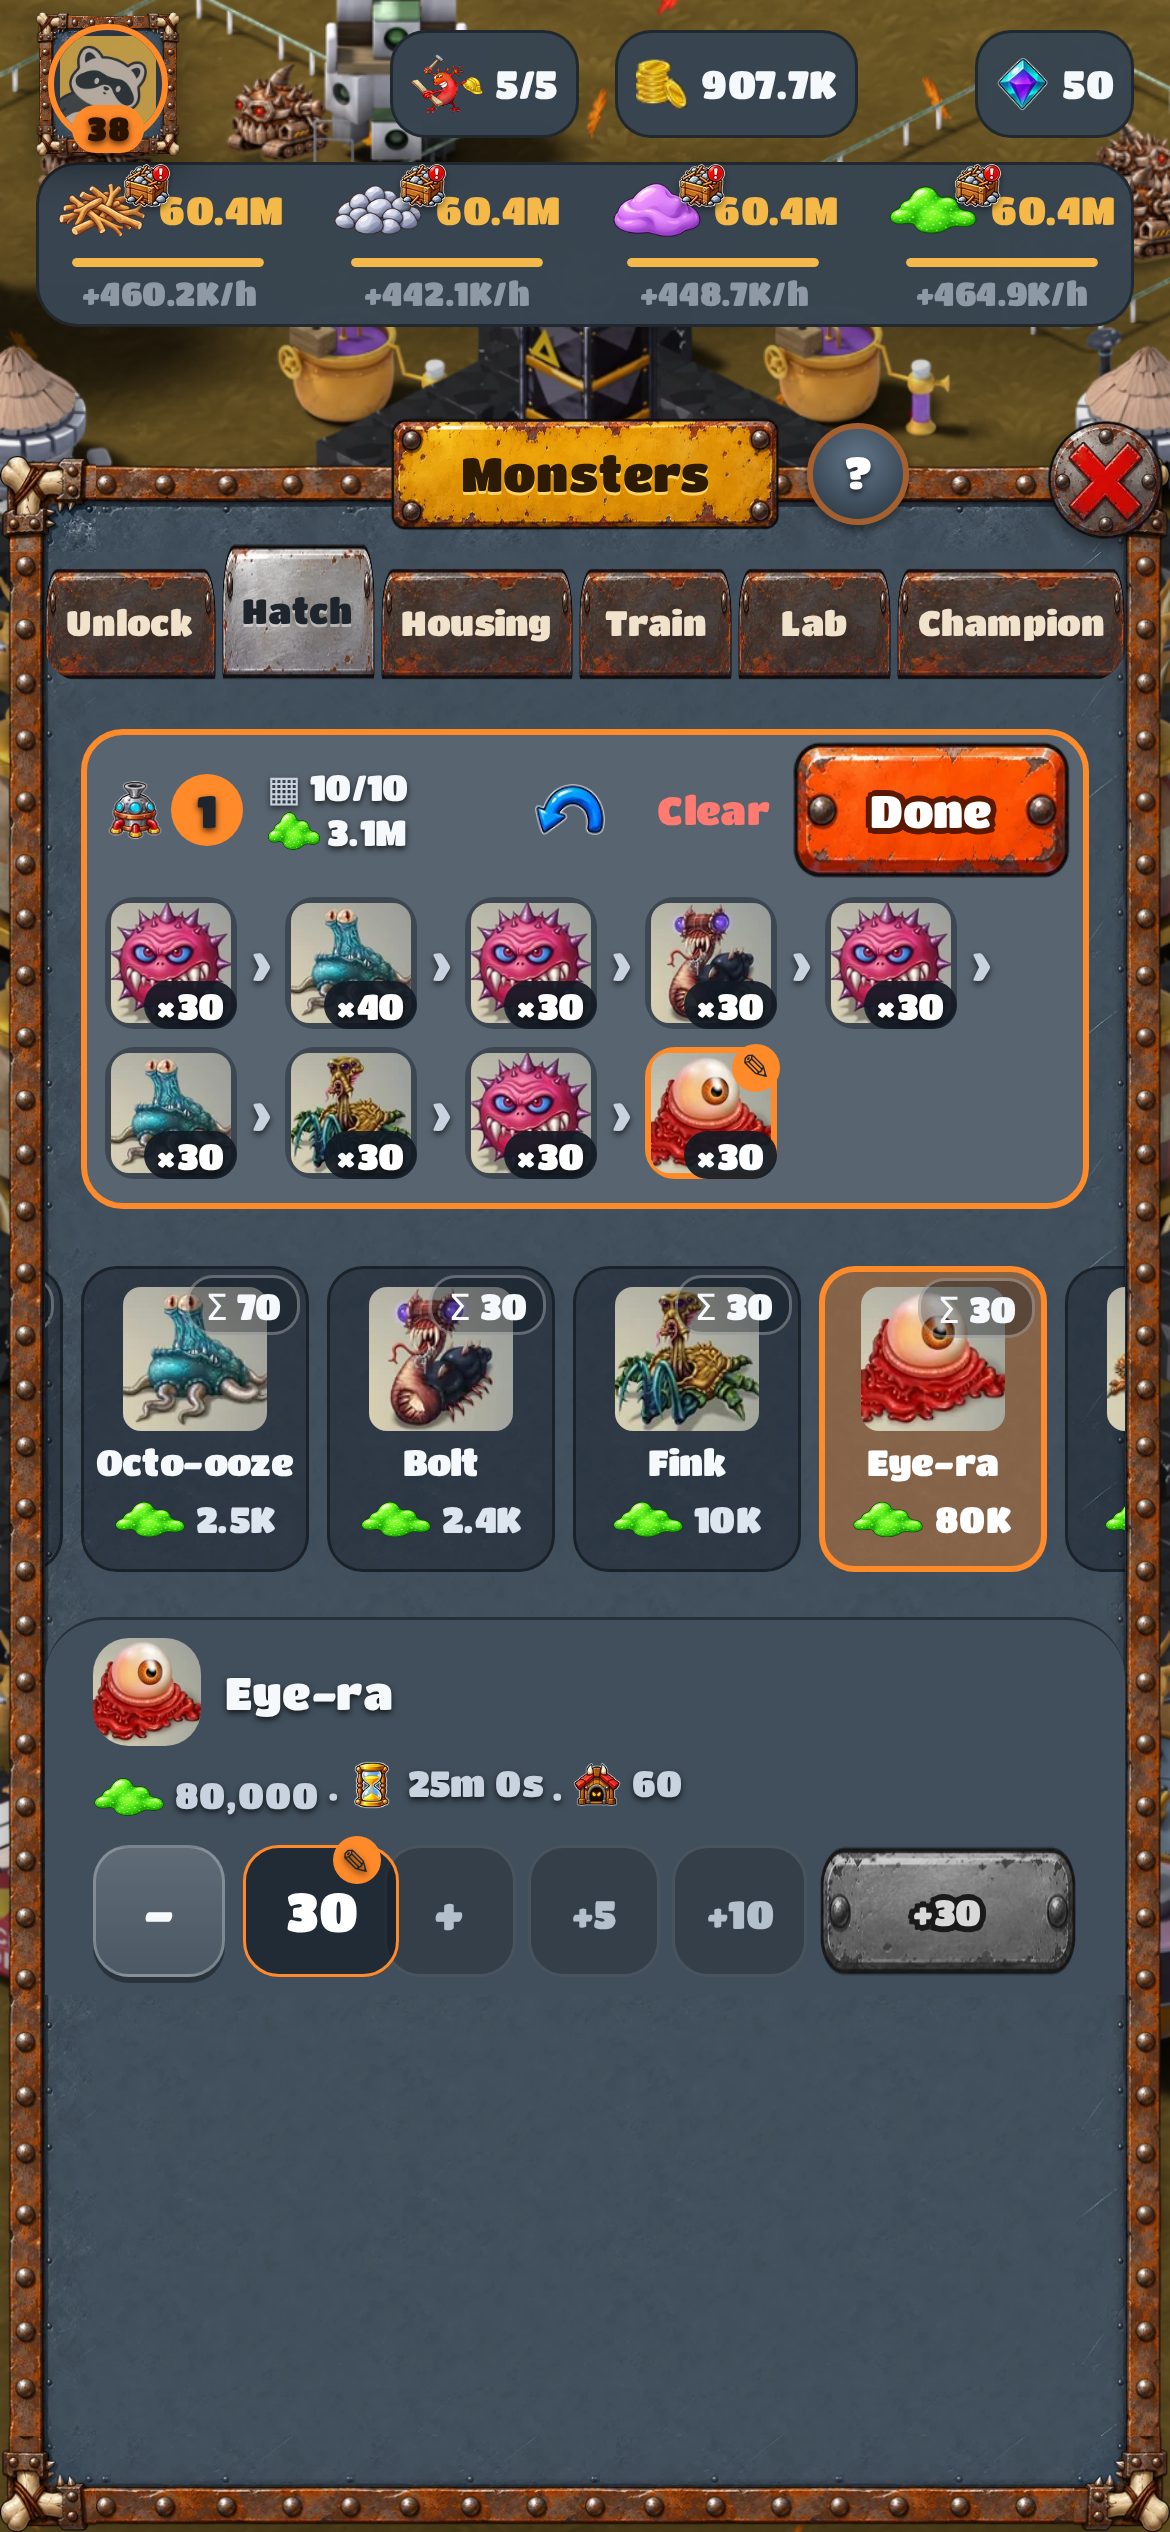 38
5/5
907.7K
50
60.4M
60.4M
60.4M
60.4M
+460.2K/h
+442.1K/h
+448.7K/h
+464.9K/h
Monsters
?
Unlock
Hatch
Housing
Train
Lab
Champion
1
10/10
3.1M
Clear
Done
×30
×40
×30
×30
×30
×30
×30
×30
×30
Σ 70
Σ 30
Σ 30
Σ 30
Octo-ooze
Bolt
Fink
Eye-ra
2.5K
2.4K
10K
80K
Eye-ra
80,000 · 25m 0s . 60
-
30
+
+5
+10
+30